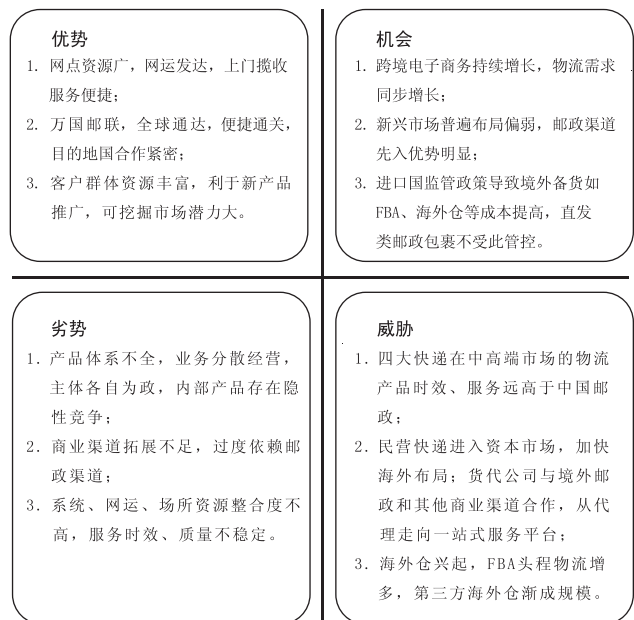 优势
1. 网点资源广，网运发达，上门揽收
服务便捷；
2. 万国邮联，全球通达，便捷通关，
目的地国合作紧密；
3. 客户群体资源丰富，利于新产品
推广，可挖掘市场潜力大。
机会
1. 跨境电子商务持续增长，物流需求
同步增长；
2. 新兴市场普遍布局偏弱，邮政渠道
先入优势明显；
3. 进口国监管政策导致境外备货如
FBA、海外仓等成本提高，直发
类邮政包裹不受此管控。
劣势
1. 产品体系不全，业务分散经营，
主体各自为政，内部产品存在隐
性竞争；
2. 商业渠道拓展不足，过度依赖邮
政渠道；
3. 系统、网运、场所资源整合度不
高，服务时效、质量不稳定。
威胁
1. 四大快递在中高端市场的物流
产品时效、服务远高于中国邮
政；
2. 民营快递进入资本市场，加快
海外布局；货代公司与境外邮
政和其他商业渠道合作，从代
理走向一站式服务平台；
3. 海外仓兴起，FBA头程物流增
多，第三方海外仓渐成规模。